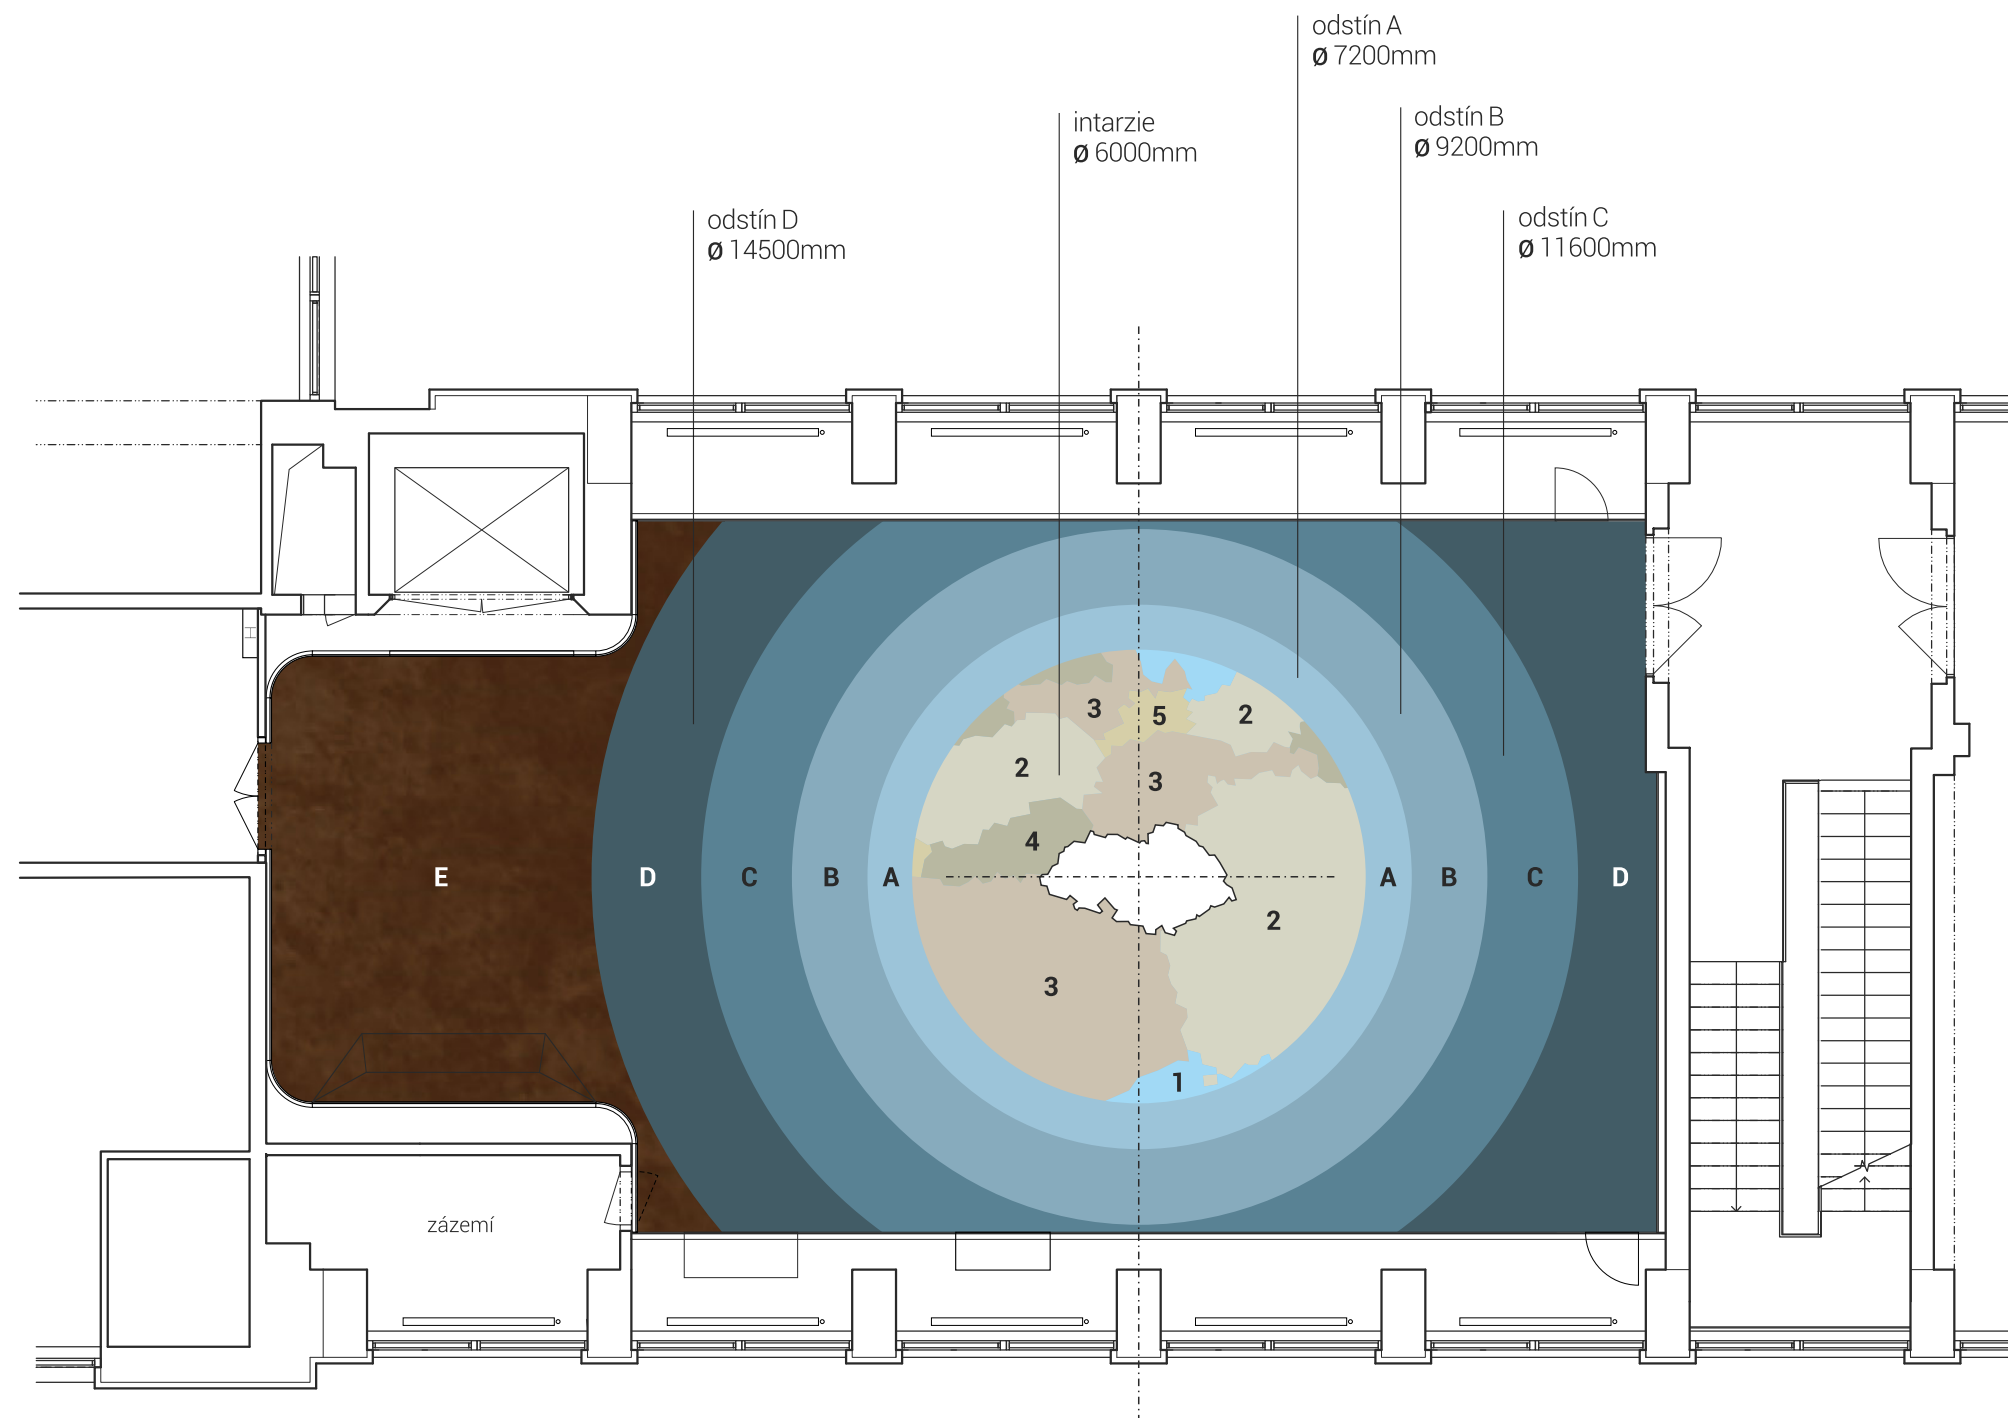 odstín A
Ø 7200mm
intarzie
Ø 6000mm
odstín B
Ø 9200mm
odstín D
Ø 14500mm
odstín C
Ø 11600mm
3
5
2
2
3
4
E
D
C
B
A
A
B
C
D
2
3
1
zázemí